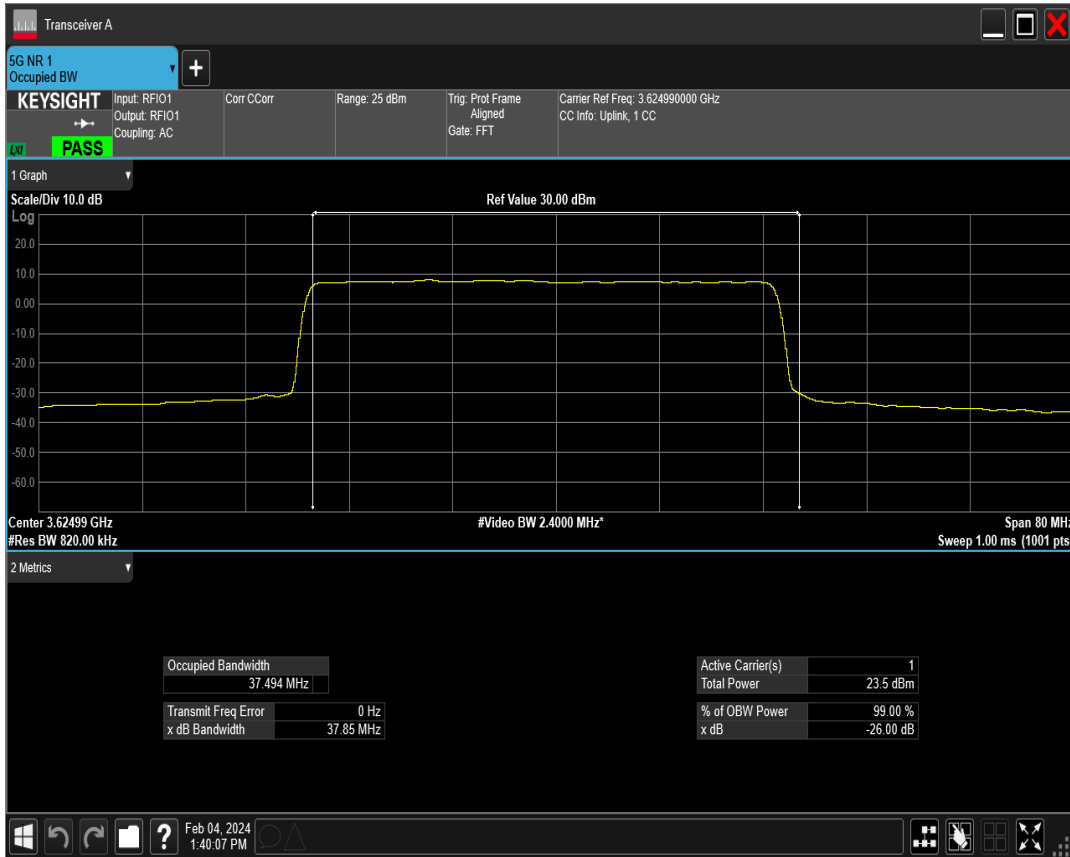 Transceiver A
5G NR 1
Occupied BW
+
KEYSIGHT
LXI
PASS
Input: RFIO1
Output: RFIO1
Coupling: AC
Corr CCorr
Range: 25 dBm
Trig: Prot Frame
Aligned
Gate: FFT
Carrier Ref Freq: 3.624990000 GHz
CC Info: Uplink, 1 CC
1 Graph
Scale/Div 10.0 dB
Ref Value 30.00 dBm
Log
20.0
10.0
0.00
-10.0
-20.0
-30.0
-40.0
-50.0
-60.0
Center 3.62499 GHz
#Video BW 2.4000 MHz*
Span 80 MHz
#Res BW 820.00 kHz
Sweep 1.00 ms (1001 pts
2 Metrics
Occupied Bandwidth
37.494 MHz
Transmit Freq Error 0 Hz
x dB Bandwidth 37.85 MHz
Active Carrier(s) 1
Total Power 23.5 dBm
% of OBW Power 99.00 %
x dB -26.00 dB
?
Feb 04, 2024
1:40:07 PM